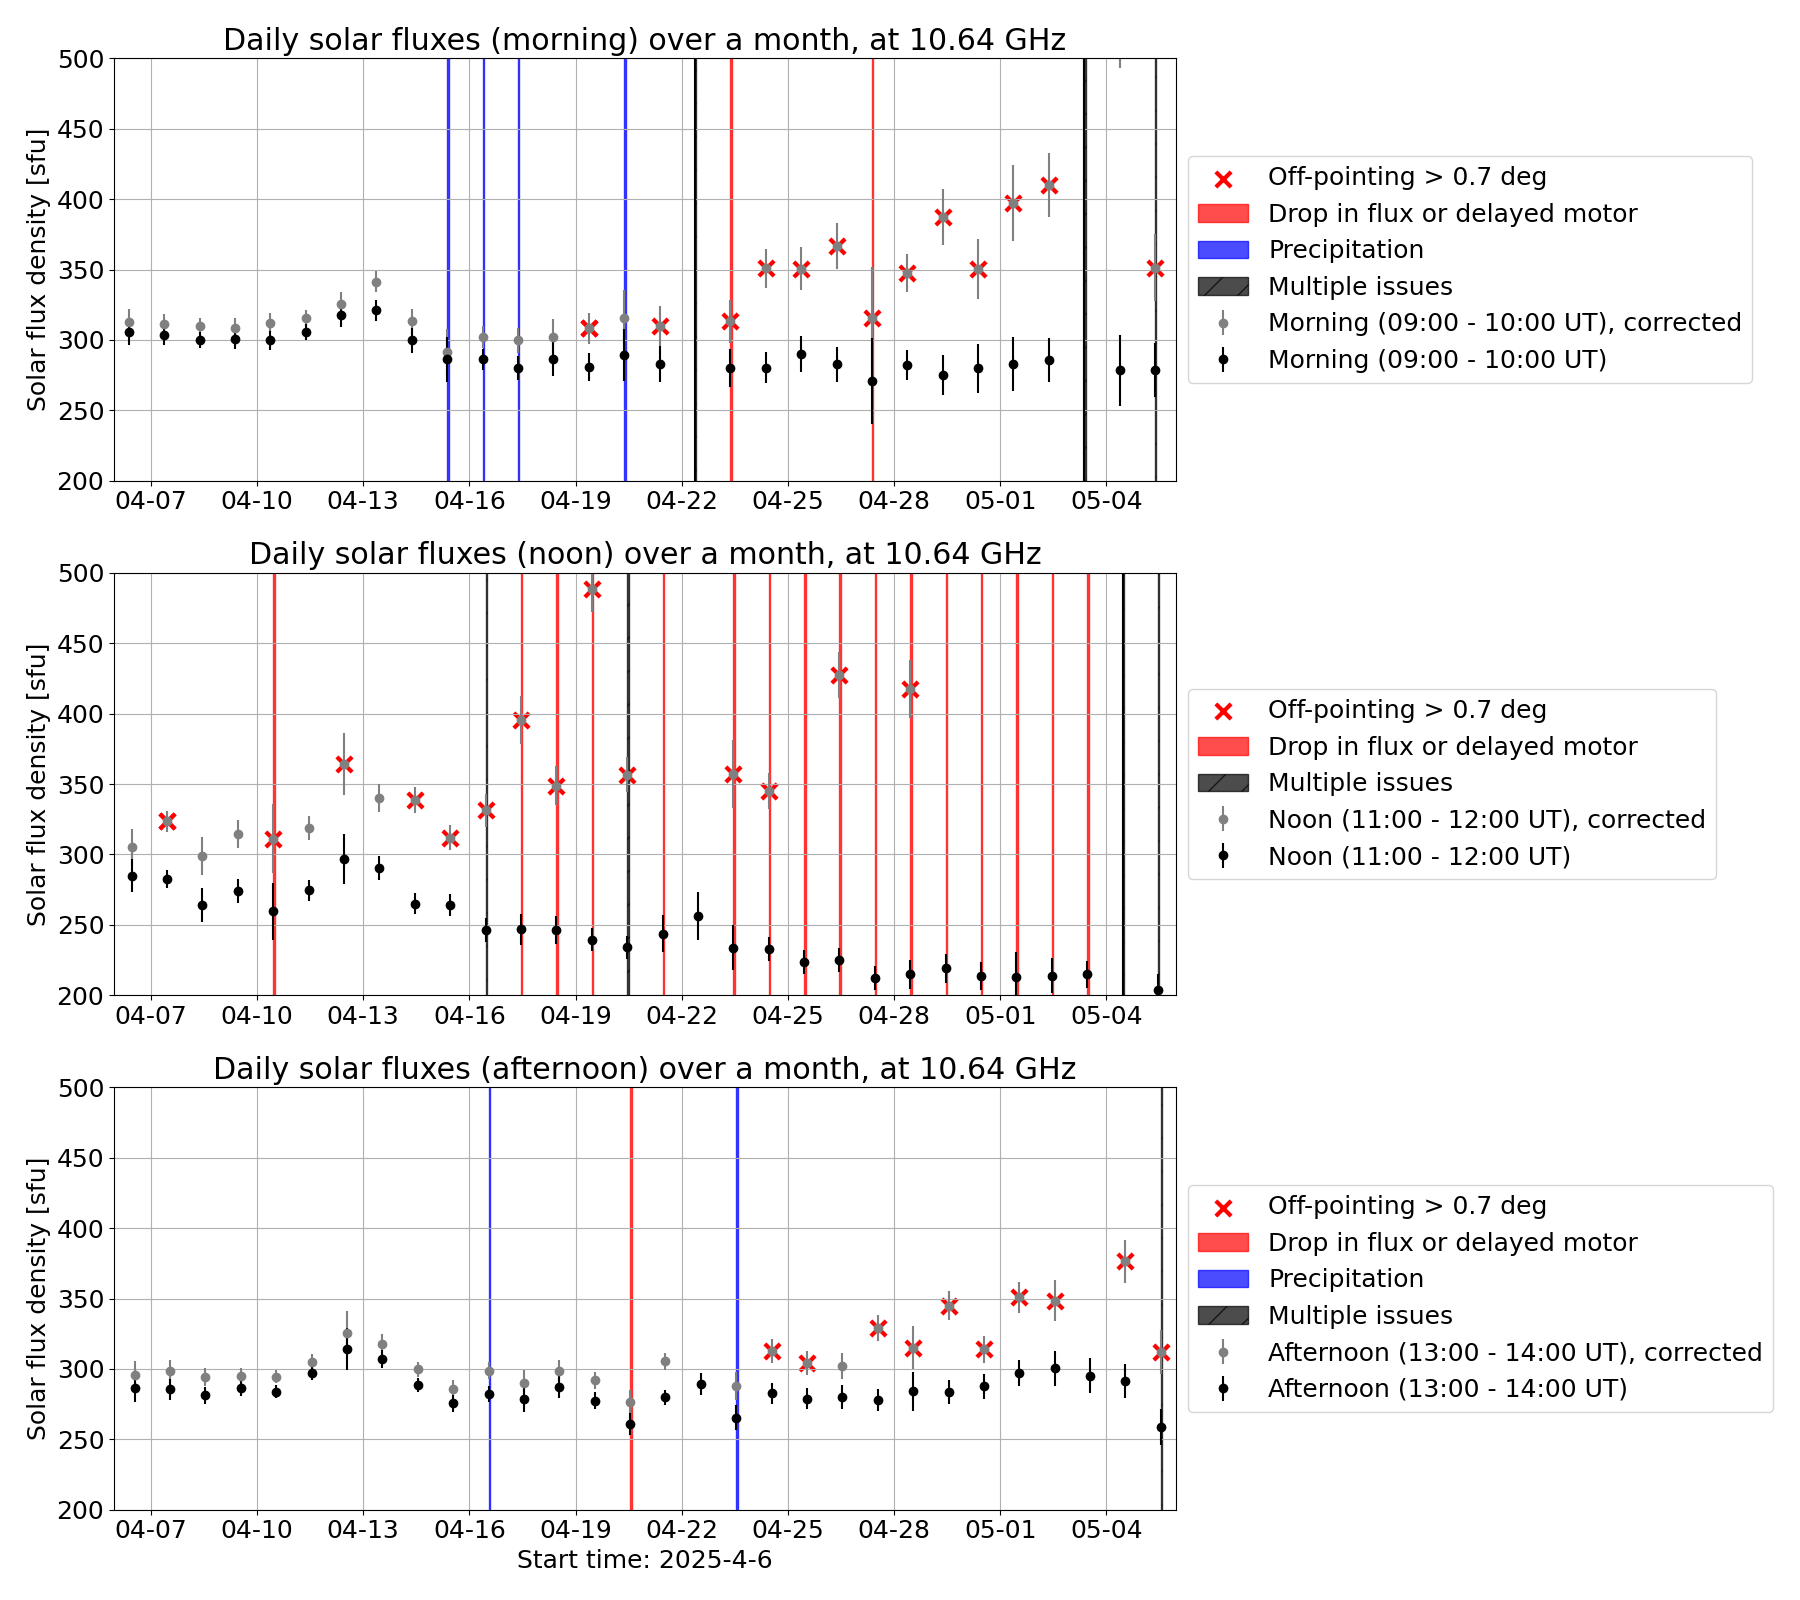 Daily solar fluxes (morning) over a month, at 10.64 GHz
Solar flux density [sfu]
500
450
400
350
300
250
200
04-07 04-10 04-13 04-16 04-19 04-22 04-25 04-28 05-01 05-04
Off-pointing > 0.7 deg
Drop in flux or delayed motor
Precipitation
Multiple issues
Morning (09:00 - 10:00 UT), corrected
Morning (09:00 - 10:00 UT)
Daily solar fluxes (noon) over a month, at 10.64 GHz
Solar flux density [sfu]
500
450
400
350
300
250
200
04-07 04-10 04-13 04-16 04-19 04-22 04-25 04-28 05-01 05-04
Off-pointing > 0.7 deg
Drop in flux or delayed motor
Multiple issues
Noon (11:00 - 12:00 UT), corrected
Noon (11:00 - 12:00 UT)
Daily solar fluxes (afternoon) over a month, at 10.64 GHz
Solar flux density [sfu]
500
450
400
350
300
250
200
04-07 04-10 04-13 04-16 04-19 04-22 04-25 04-28 05-01 05-04
Start time: 2025-4-6
Off-pointing > 0.7 deg
Drop in flux or delayed motor
Precipitation
Multiple issues
Afternoon (13:00 - 14:00 UT), corrected
Afternoon (13:00 - 14:00 UT)